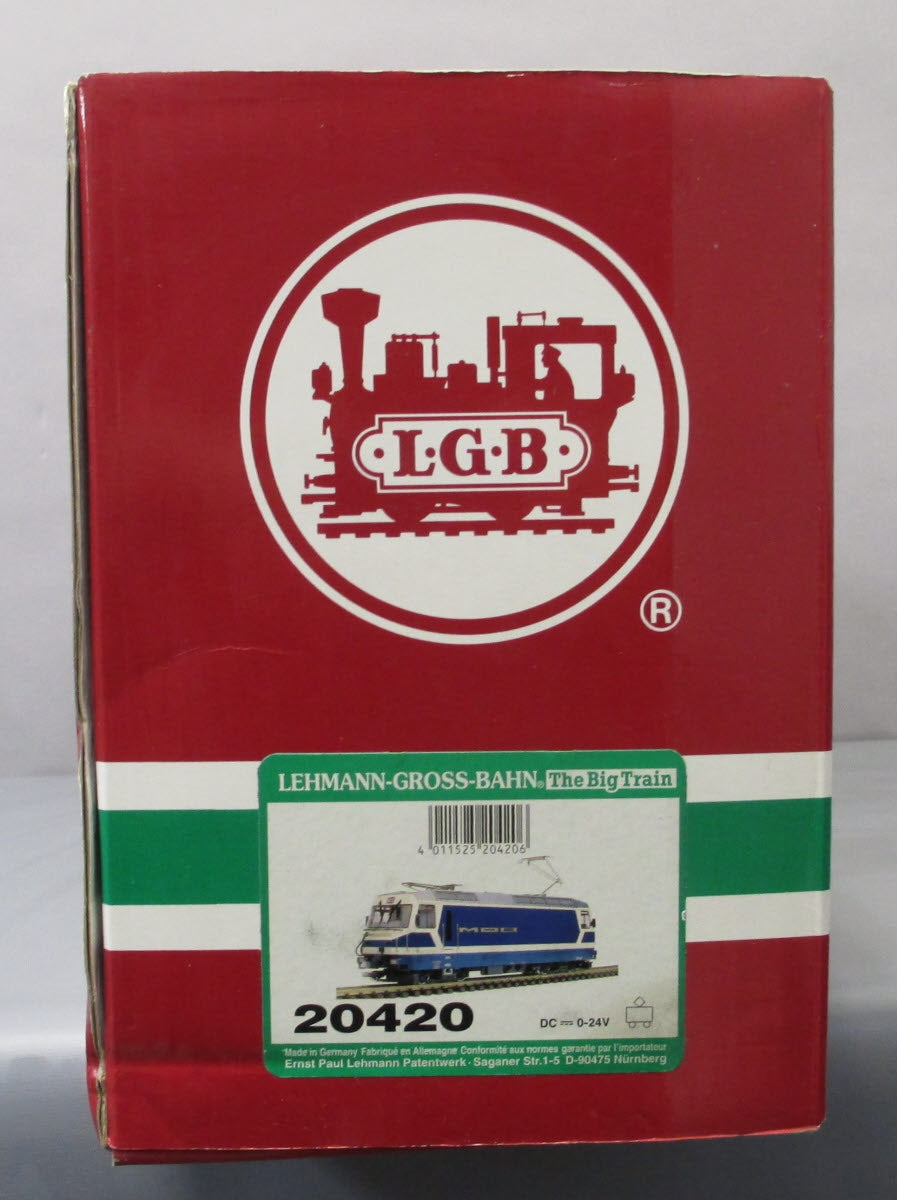 ·L·G·B·
®
LEHMANN-GROSS-BAHN® The Big Train
4 011525 204206
MOB
20420
DC 0-24V
Made in Germany Fabriqué en Allemagne Conformité aux normes garantie par l'importateur
Ernst Paul Lehmann Patentwerk · Saganer Str.1-5 D-90475 Nürnberg